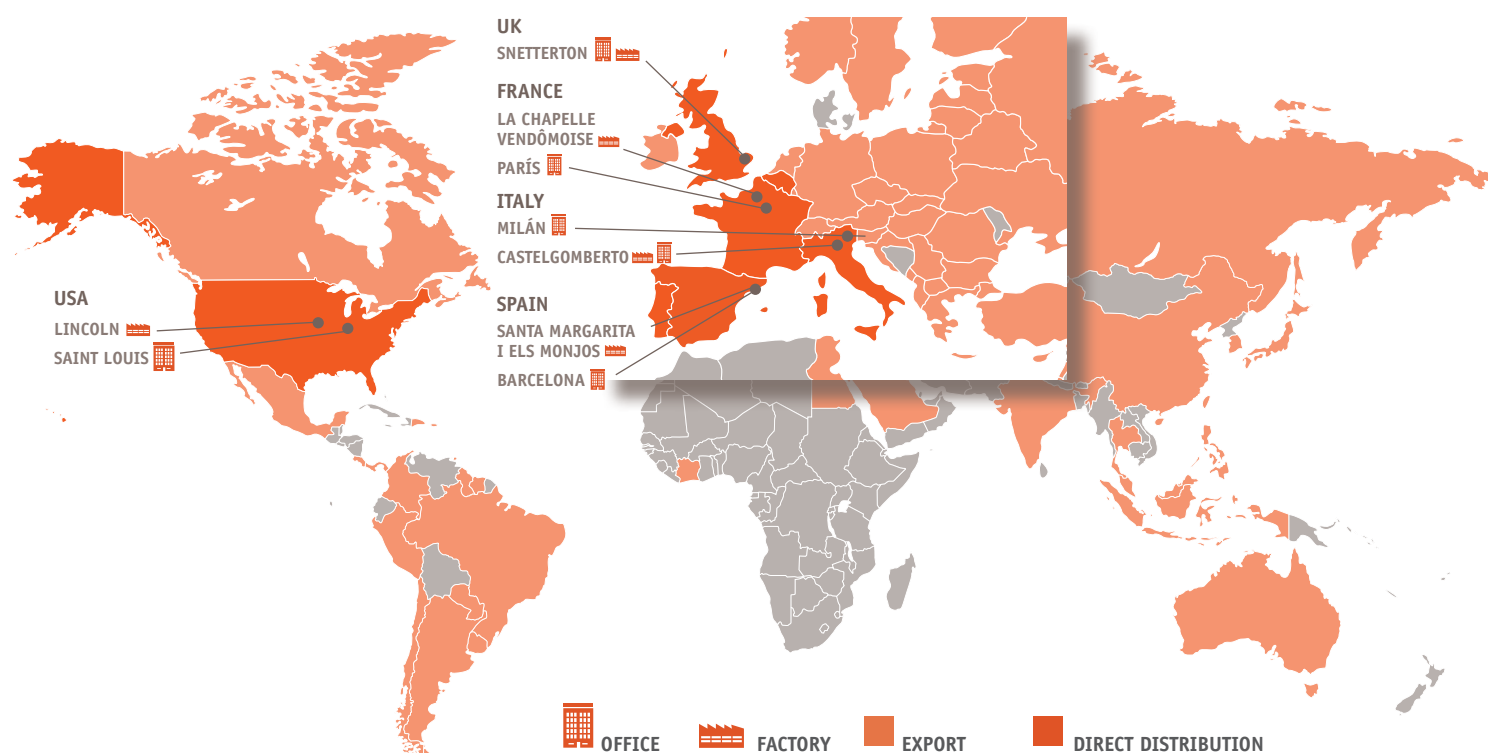 UK
SNETTERTON
FRANCE
LA CHAPELLE
VENDÔMOISE
PARÍS
ITALY
MILÁN
CASTELGOMBERTO
SPAIN
SANTA MARGARITA
I ELS MONJOS
BARCELONA
USA
LINCOLN
SAINT LOUIS
OFFICE
FACTORY
EXPORT
DIRECT DISTRIBUTION